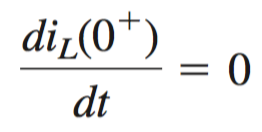 di_L(0^+)/dt = 0